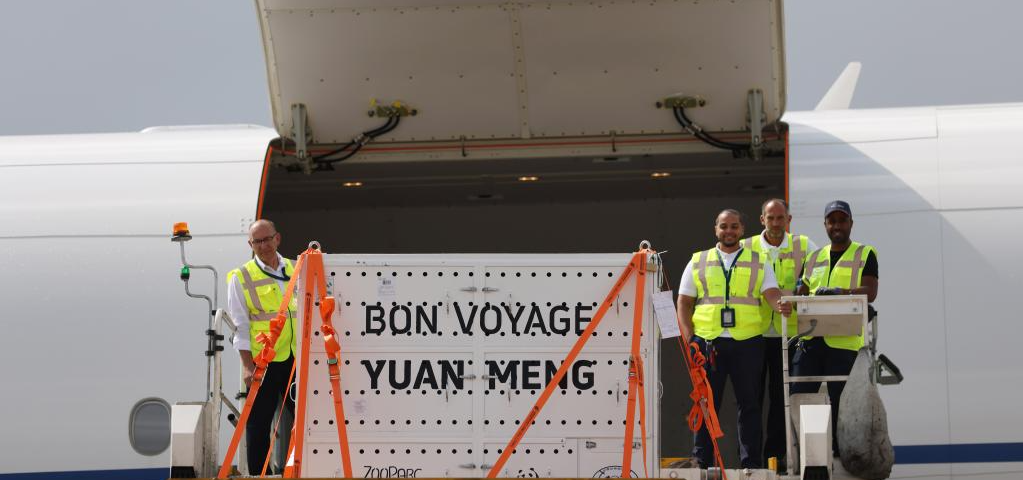 BON VOYAGE
YUAN MENG
ZOOPARC